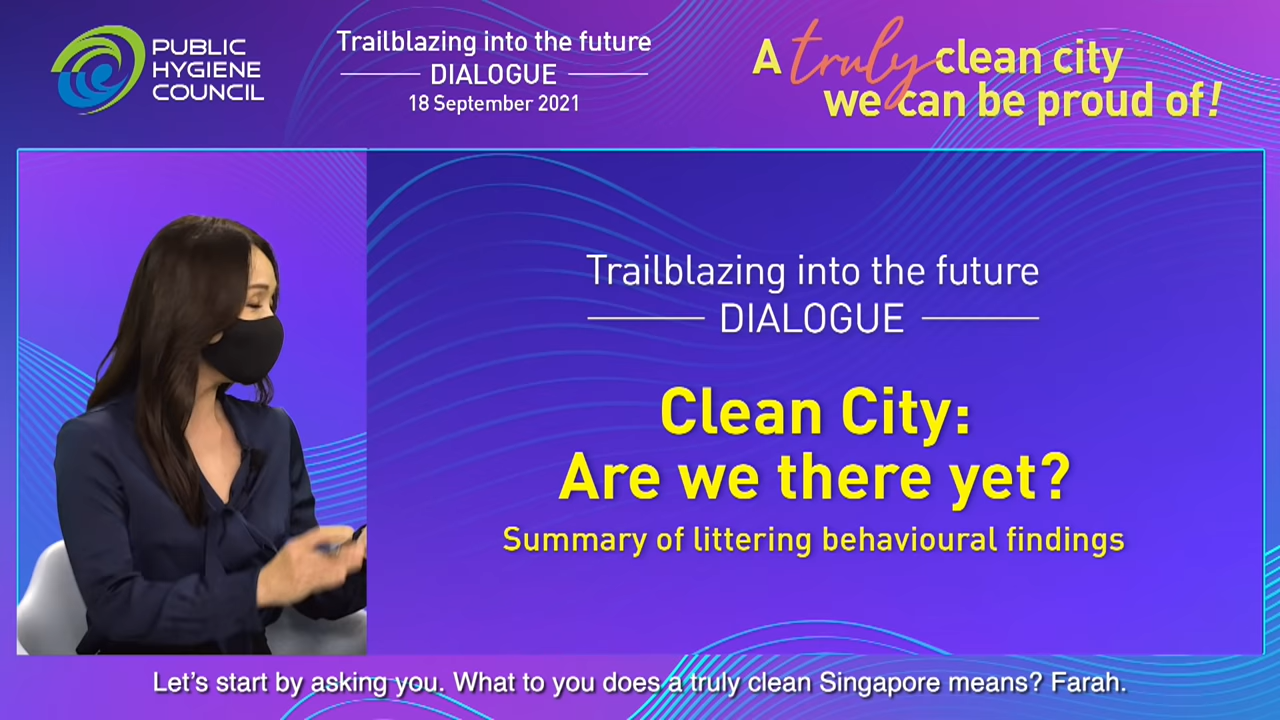 PUBLIC
HYGIENE
COUNCIL
Trailblazing into the future
DIALOGUE
18 September 2021
A truly clean city
we can be proud of!
Trailblazing into the future
DIALOGUE
Clean City:
Are we there yet?
Summary of littering behavioural findings
Let's start by asking you. What to you does a truly clean Singapore means? Farah.